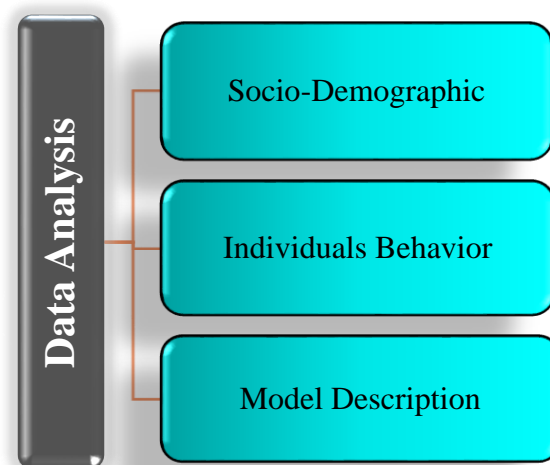 Data Analysis
Socio-Demographic
Individuals Behavior
Model Description